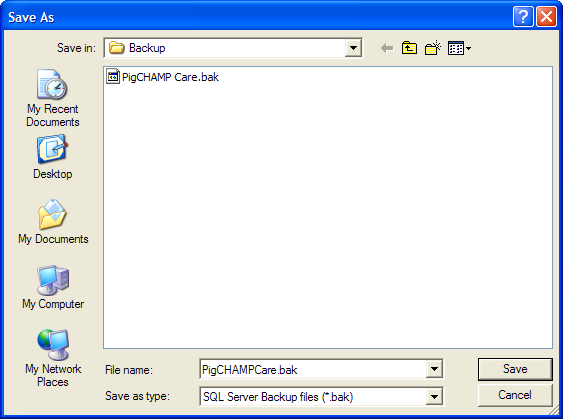 Save As
Save in:
Backup
PigCHAMP Care.bak
My Recent
Documents
Desktop
My Documents
My Computer
My Network
Places
File name:
PigCHAMPCare.bak
Save
Save as type:
SQL Server Backup files (*.bak)
Cancel